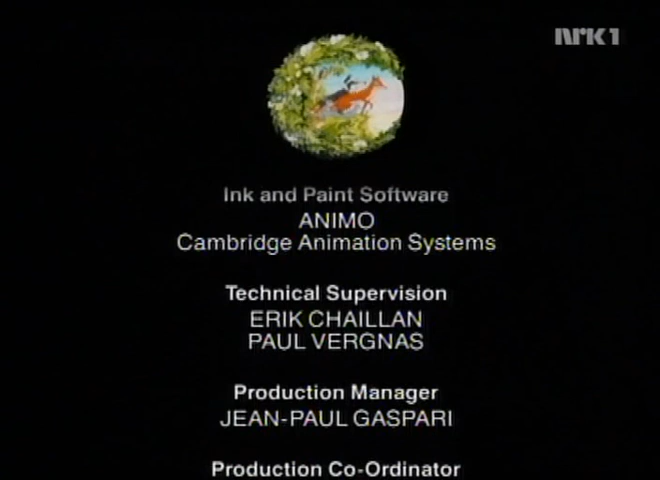 NRK1
Ink and Paint Software
ANIMO
Cambridge Animation Systems
Technical Supervision
ERIK CHAILLAN
PAUL VERGNAS
Production Manager
JEAN-PAUL GASPARI
Production Co-Ordinator